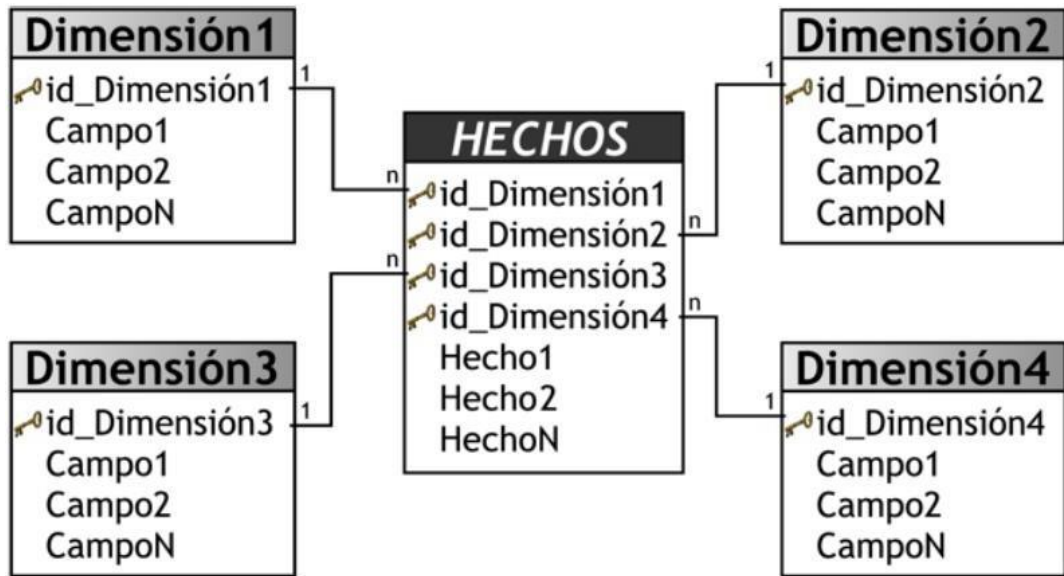 Dimensión1
id_Dimensión1
Campo1
Campo2
CampoN
1
n
Dimensión2
id_Dimensión2
Campo1
Campo2
CampoN
1
n
HECHOS
id_Dimensión1
id_Dimensión2
id_Dimensión3
id_Dimensión4
Hecho1
Hecho2
HechoN
Dimensión3
id_Dimensión3
Campo1
Campo2
CampoN
1
n
Dimensión4
id_Dimensión4
Campo1
Campo2
CampoN
1
n